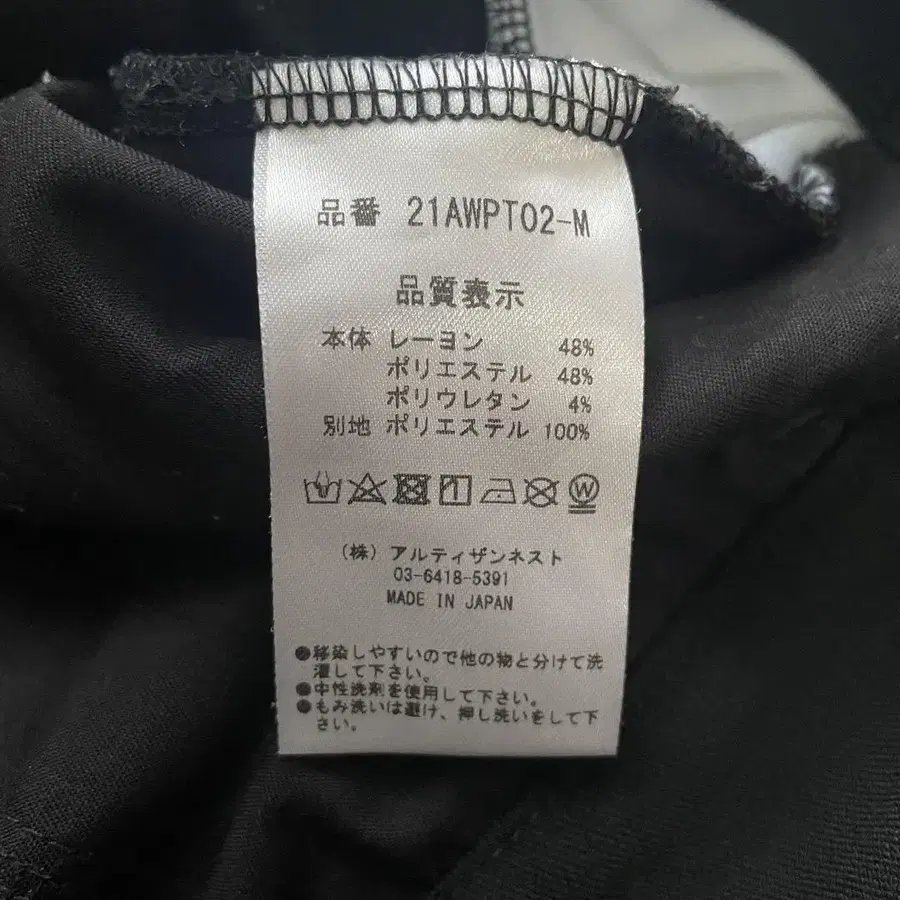 品番 21AWPT02-M
品質表示
本体 レーヨン 48%
ポリエステル 48%
ポリウレタン 4%
別地 ポリエステル 100%
W
(株) アルティザンネスト
03-6418-5391
MADE IN JAPAN
●移染しやすいので他の物と分けて洗
濯して下さい。
●中性洗剤を使用して下さい。
●もみ洗いは避け、押し洗いをして下
さい。